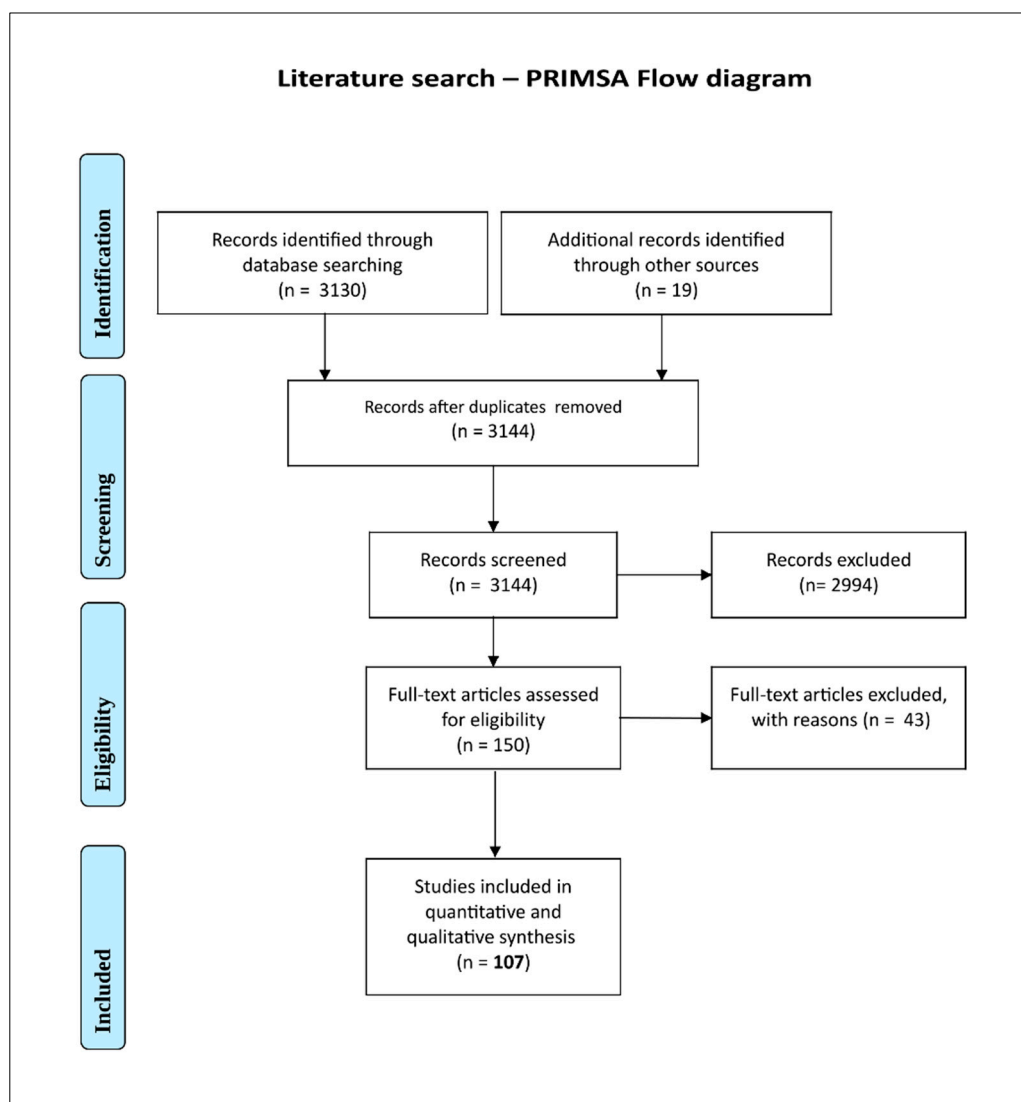 Literature search – PRIMSA Flow diagram
Identification
Records identified through
database searching
(n =  3130)
Additional records identified
through other sources
(n = 19)
Screening
Records after duplicates  removed
(n = 3144)
Records screened
(n =  3144)
Records excluded
(n= 2994)
Eligibility
Full-text articles assessed
for eligibility
(n = 150)
Full-text articles excluded,
with reasons (n =  43)
Included
Studies included in
quantitative and
qualitative synthesis
(n = 107)